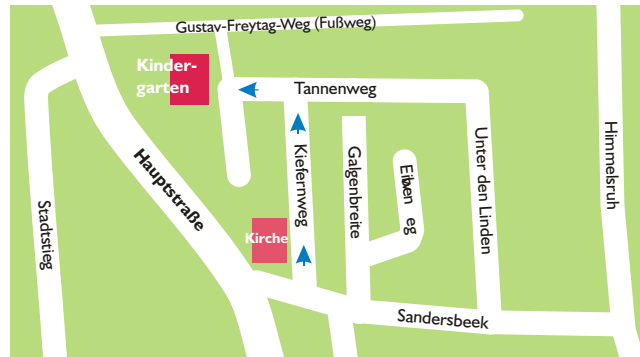 Gustav-Freytag-Weg (Fußweg)
Kinder-
garten
Tannenweg
Hauptstraße
Stadtstieg
Kiefernweg
Galgenbreite
Unter den Linden
Himmelsruh
Kirche
Sandersbeek